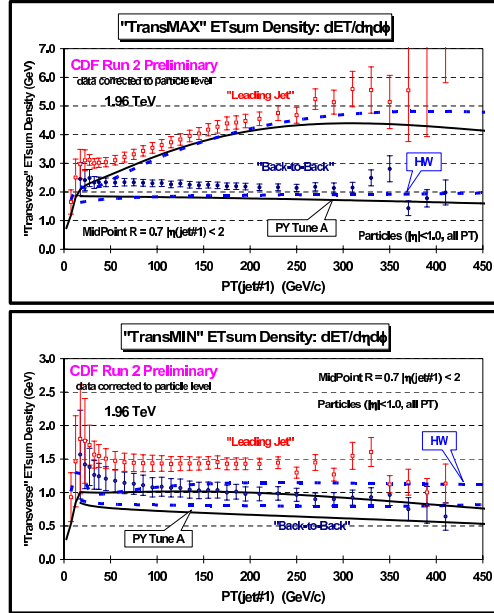 "TransMAX" ETsum Density: dET/dηdϕ
7.0
6.0
5.0
4.0
3.0
2.0
1.0
0.0
"Transverse" ETsum Density (GeV)
CDF Run 2 Preliminary
data corrected to particle level
1.96 TeV
"Leading Jet"
"Back-to-Back"
HW
PY Tune A
MidPoint R = 0.7 |η(jet#1)| < 2
Particles (|η|<1.0, all PT)
0 50 100 150 200 250 300 350 400 450
PT(jet#1) (GeV/c)
"TransMIN" ETsum Density: dET/dηdϕ
3.0
2.5
2.0
1.5
1.0
0.5
0.0
"Transverse" ETsum Density (GeV)
CDF Run 2 Preliminary
data corrected to particle level
1.96 TeV
MidPoint R = 0.7 |η(jet#1)| < 2
Particles (|η|<1.0, all PT)
"Leading Jet"
HW
PY Tune A
"Back-to-Back"
0 50 100 150 200 250 300 350 400 450
PT(jet#1) (GeV/c)